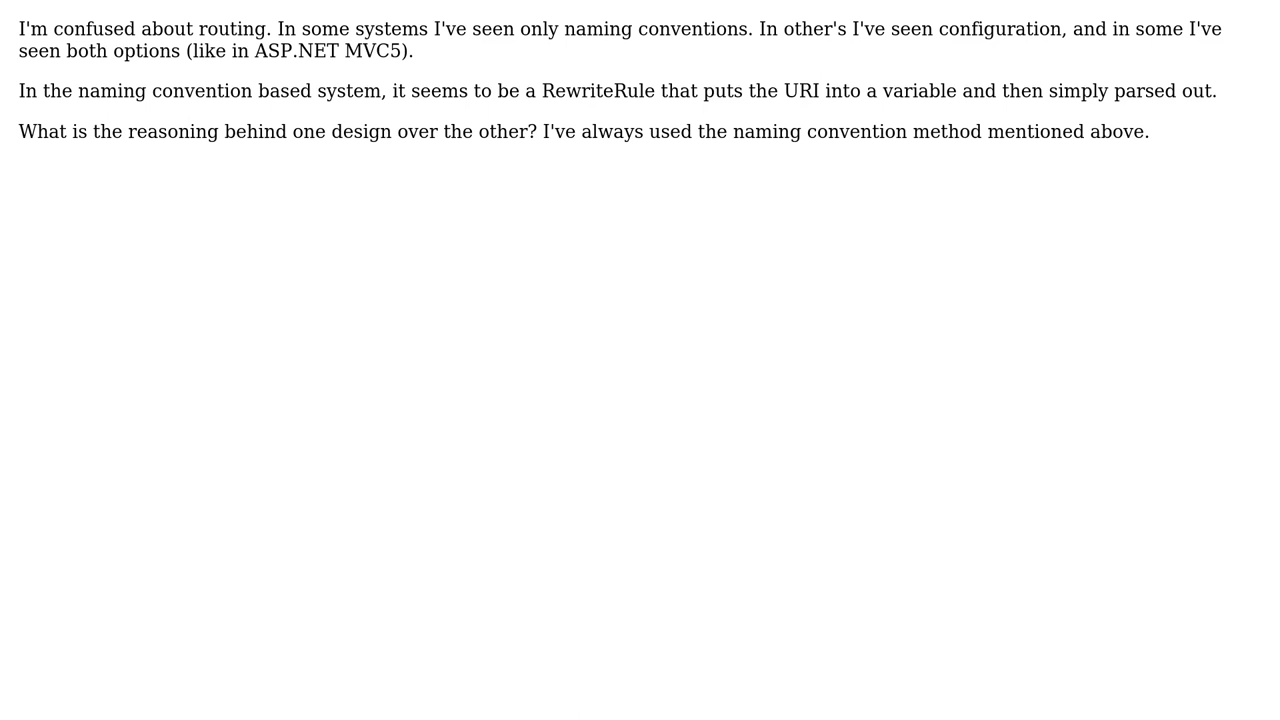 I'm confused about routing. In some systems I've seen only naming conventions. In other's I've seen configuration, and in some I've
seen both options (like in ASP.NET MVC5).
In the naming convention based system, it seems to be a RewriteRule that puts the URI into a variable and then simply parsed out.
What is the reasoning behind one design over the other? I've always used the naming convention method mentioned above.